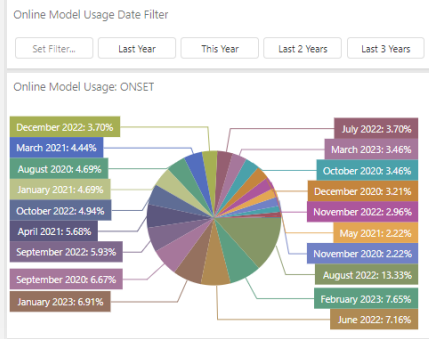 Online Model Usage Date Filter
Set Filter...
Last Year
This Year
Last 2 Years
Last 3 Years
Online Model Usage: ONSET
December 2022: 3.70%
March 2021: 4.44%
August 2020: 4.69%
January 2021: 4.69%
October 2022: 4.94%
April 2021: 5.68%
September 2022: 5.93%
September 2020: 6.67%
January 2023: 6.91%
July 2022: 3.70%
March 2023: 3.46%
October 2020: 3.46%
December 2020: 3.21%
November 2022: 2.96%
May 2021: 2.22%
November 2020: 2.22%
August 2022: 13.33%
February 2023: 7.65%
June 2022: 7.16%